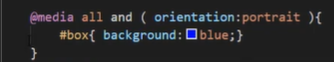 @media all and ( orientation:portrait ){
#box{ background:blue;}
}